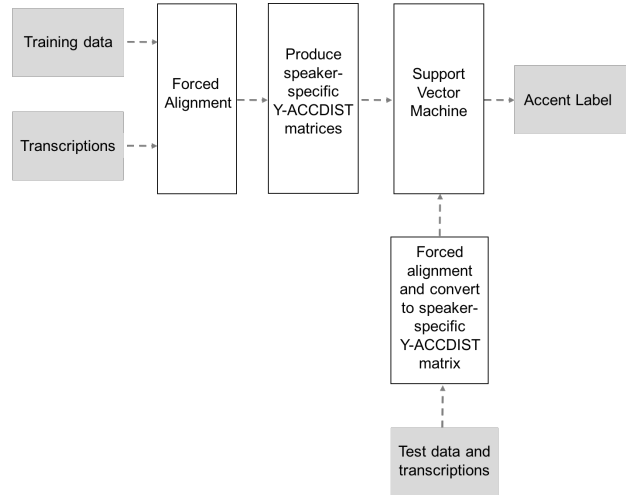 Training data
Transcriptions
Forced
Alignment
Produce
speaker-
specific
Y-ACCDIST
matrices
Support
Vector
Machine
Accent Label
Forced
alignment
and convert
to speaker-
specific
Y-ACCDIST
matrix
Test data and
transcriptions